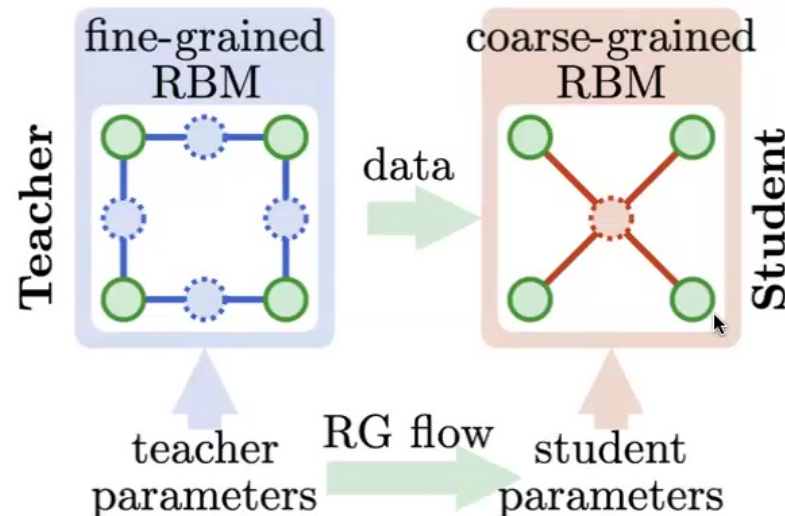 fine-grained
RBM
coarse-grained
RBM
Teacher
data
Student
teacher
parameters
RG flow
student
parameters